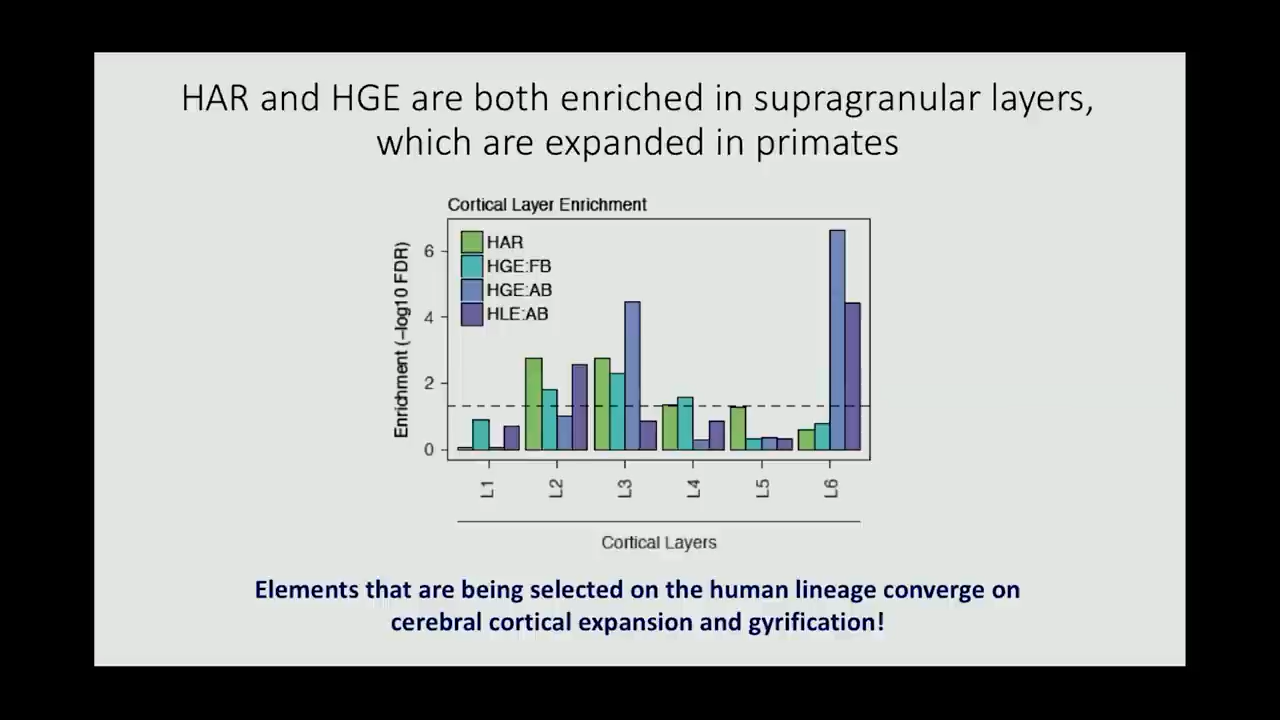 HAR and HGE are both enriched in supragranular layers,
which are expanded in primates
Cortical Layer Enrichment
HAR
HGE:FB
HGE:AB
HLE:AB
Enrichment (−log10 FDR)
6
4
2
0
L1 L2 L3 L4 L5 L6
Cortical Layers
Elements that are being selected on the human lineage converge on
cerebral cortical expansion and gyrification!